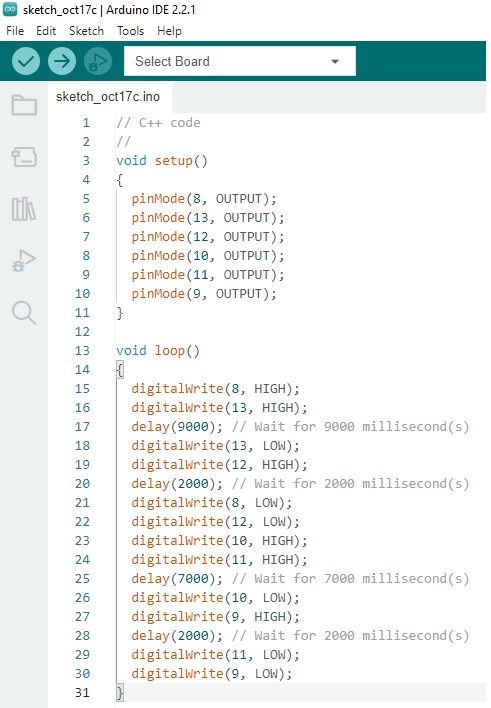 sketch_oct17c | Arduino IDE 2.2.1
File Edit Sketch Tools Help
Select Board
sketch_oct17c.ino
1 // C++ code
2 //
3 void setup()
4 {
5   pinMode(8, OUTPUT);
6   pinMode(13, OUTPUT);
7   pinMode(12, OUTPUT);
8   pinMode(10, OUTPUT);
9   pinMode(11, OUTPUT);
10   pinMode(9, OUTPUT);
11 }
12
13 void loop()
14 {
15   digitalWrite(8, HIGH);
16   digitalWrite(13, HIGH);
17   delay(9000); // Wait for 9000 millisecond(s)
18   digitalWrite(13, LOW);
19   digitalWrite(12, HIGH);
20   delay(2000); // Wait for 2000 millisecond(s)
21   digitalWrite(8, LOW);
22   digitalWrite(12, LOW);
23   digitalWrite(10, HIGH);
24   digitalWrite(11, HIGH);
25   delay(7000); // Wait for 7000 millisecond(s)
26   digitalWrite(10, LOW);
27   digitalWrite(9, HIGH);
28   delay(2000); // Wait for 2000 millisecond(s)
29   digitalWrite(11, LOW);
30   digitalWrite(9, LOW);
31 }